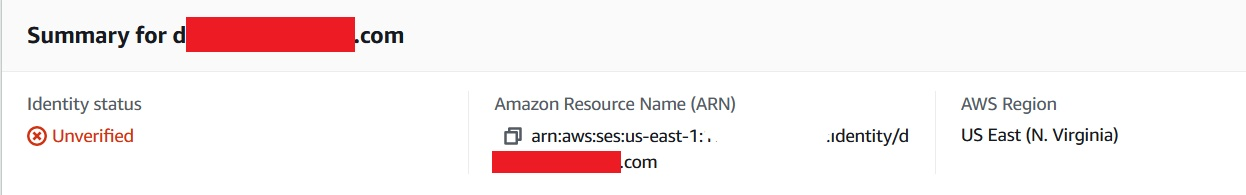 Summary for d .com
Identity status
Unverified
Amazon Resource Name (ARN)
arn:aws:ses:us-east-1: identity/d
.com
AWS Region
US East (N. Virginia)